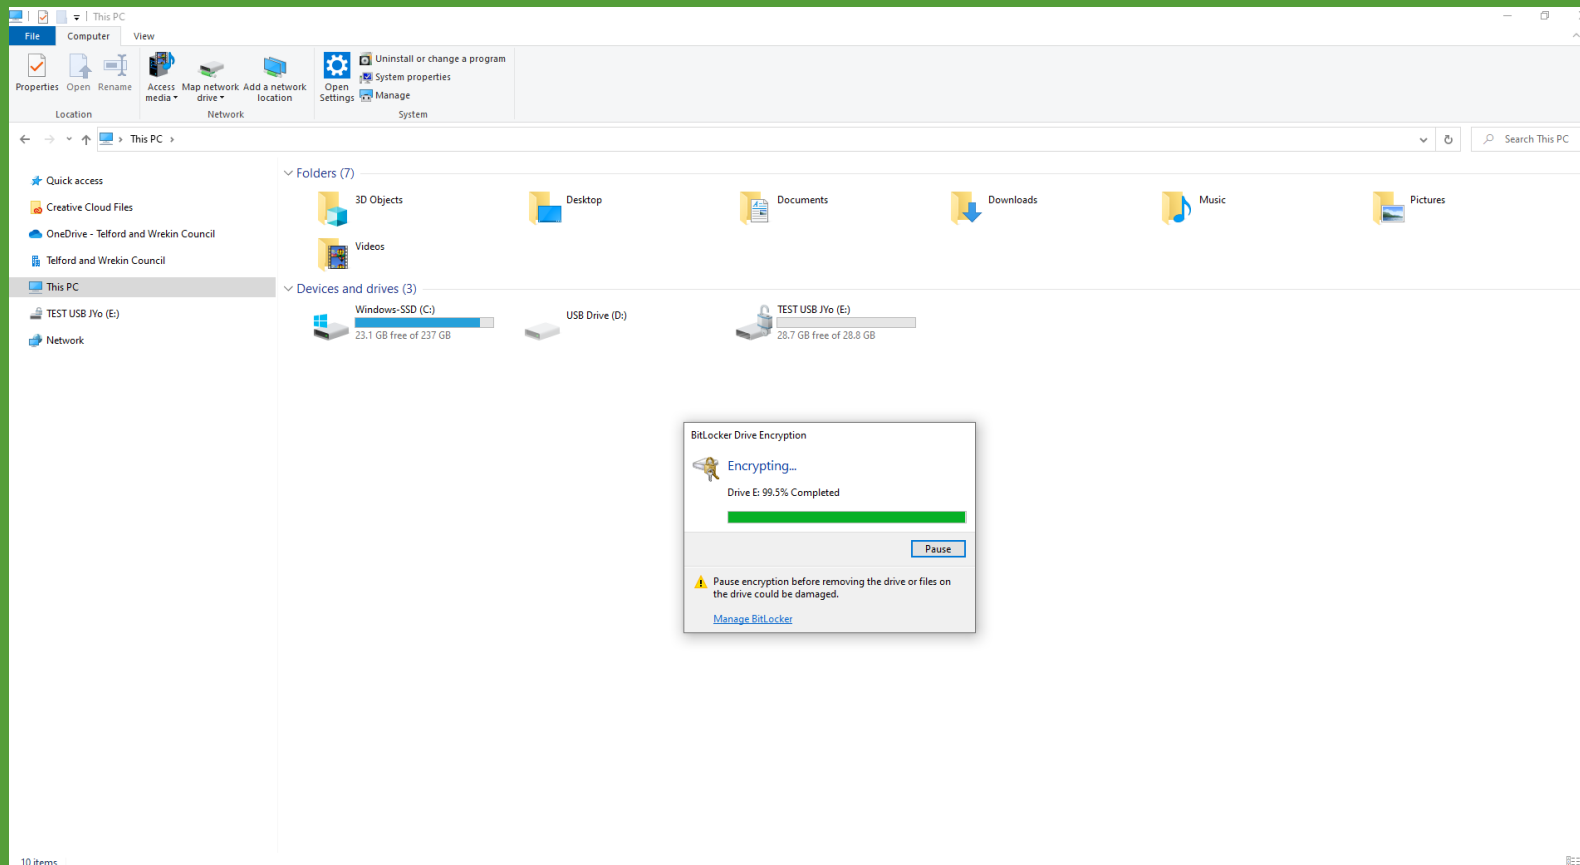 This PC
File Computer View
Properties Open Rename
Access media
Map network drive
Add a network location
Open Settings
Uninstall or change a program
System properties
Manage
Location Network System
This PC
Search This PC
Quick access
Creative Cloud Files
OneDrive - Telford and Wrekin Council
Telford and Wrekin Council
This PC
TEST USB JYo (E:)
Network
Folders (7)
3D Objects Desktop Documents Downloads Music Pictures
Videos
Devices and drives (3)
Windows-SSD (C:)
23.1 GB free of 237 GB
USB Drive (D:)
TEST USB JYo (E:)
28.7 GB free of 28.8 GB
BitLocker Drive Encryption
Encrypting...
Drive E: 99.5% Completed
Pause
Pause encryption before removing the drive or files on
the drive could be damaged.
Manage BitLocker
10 items